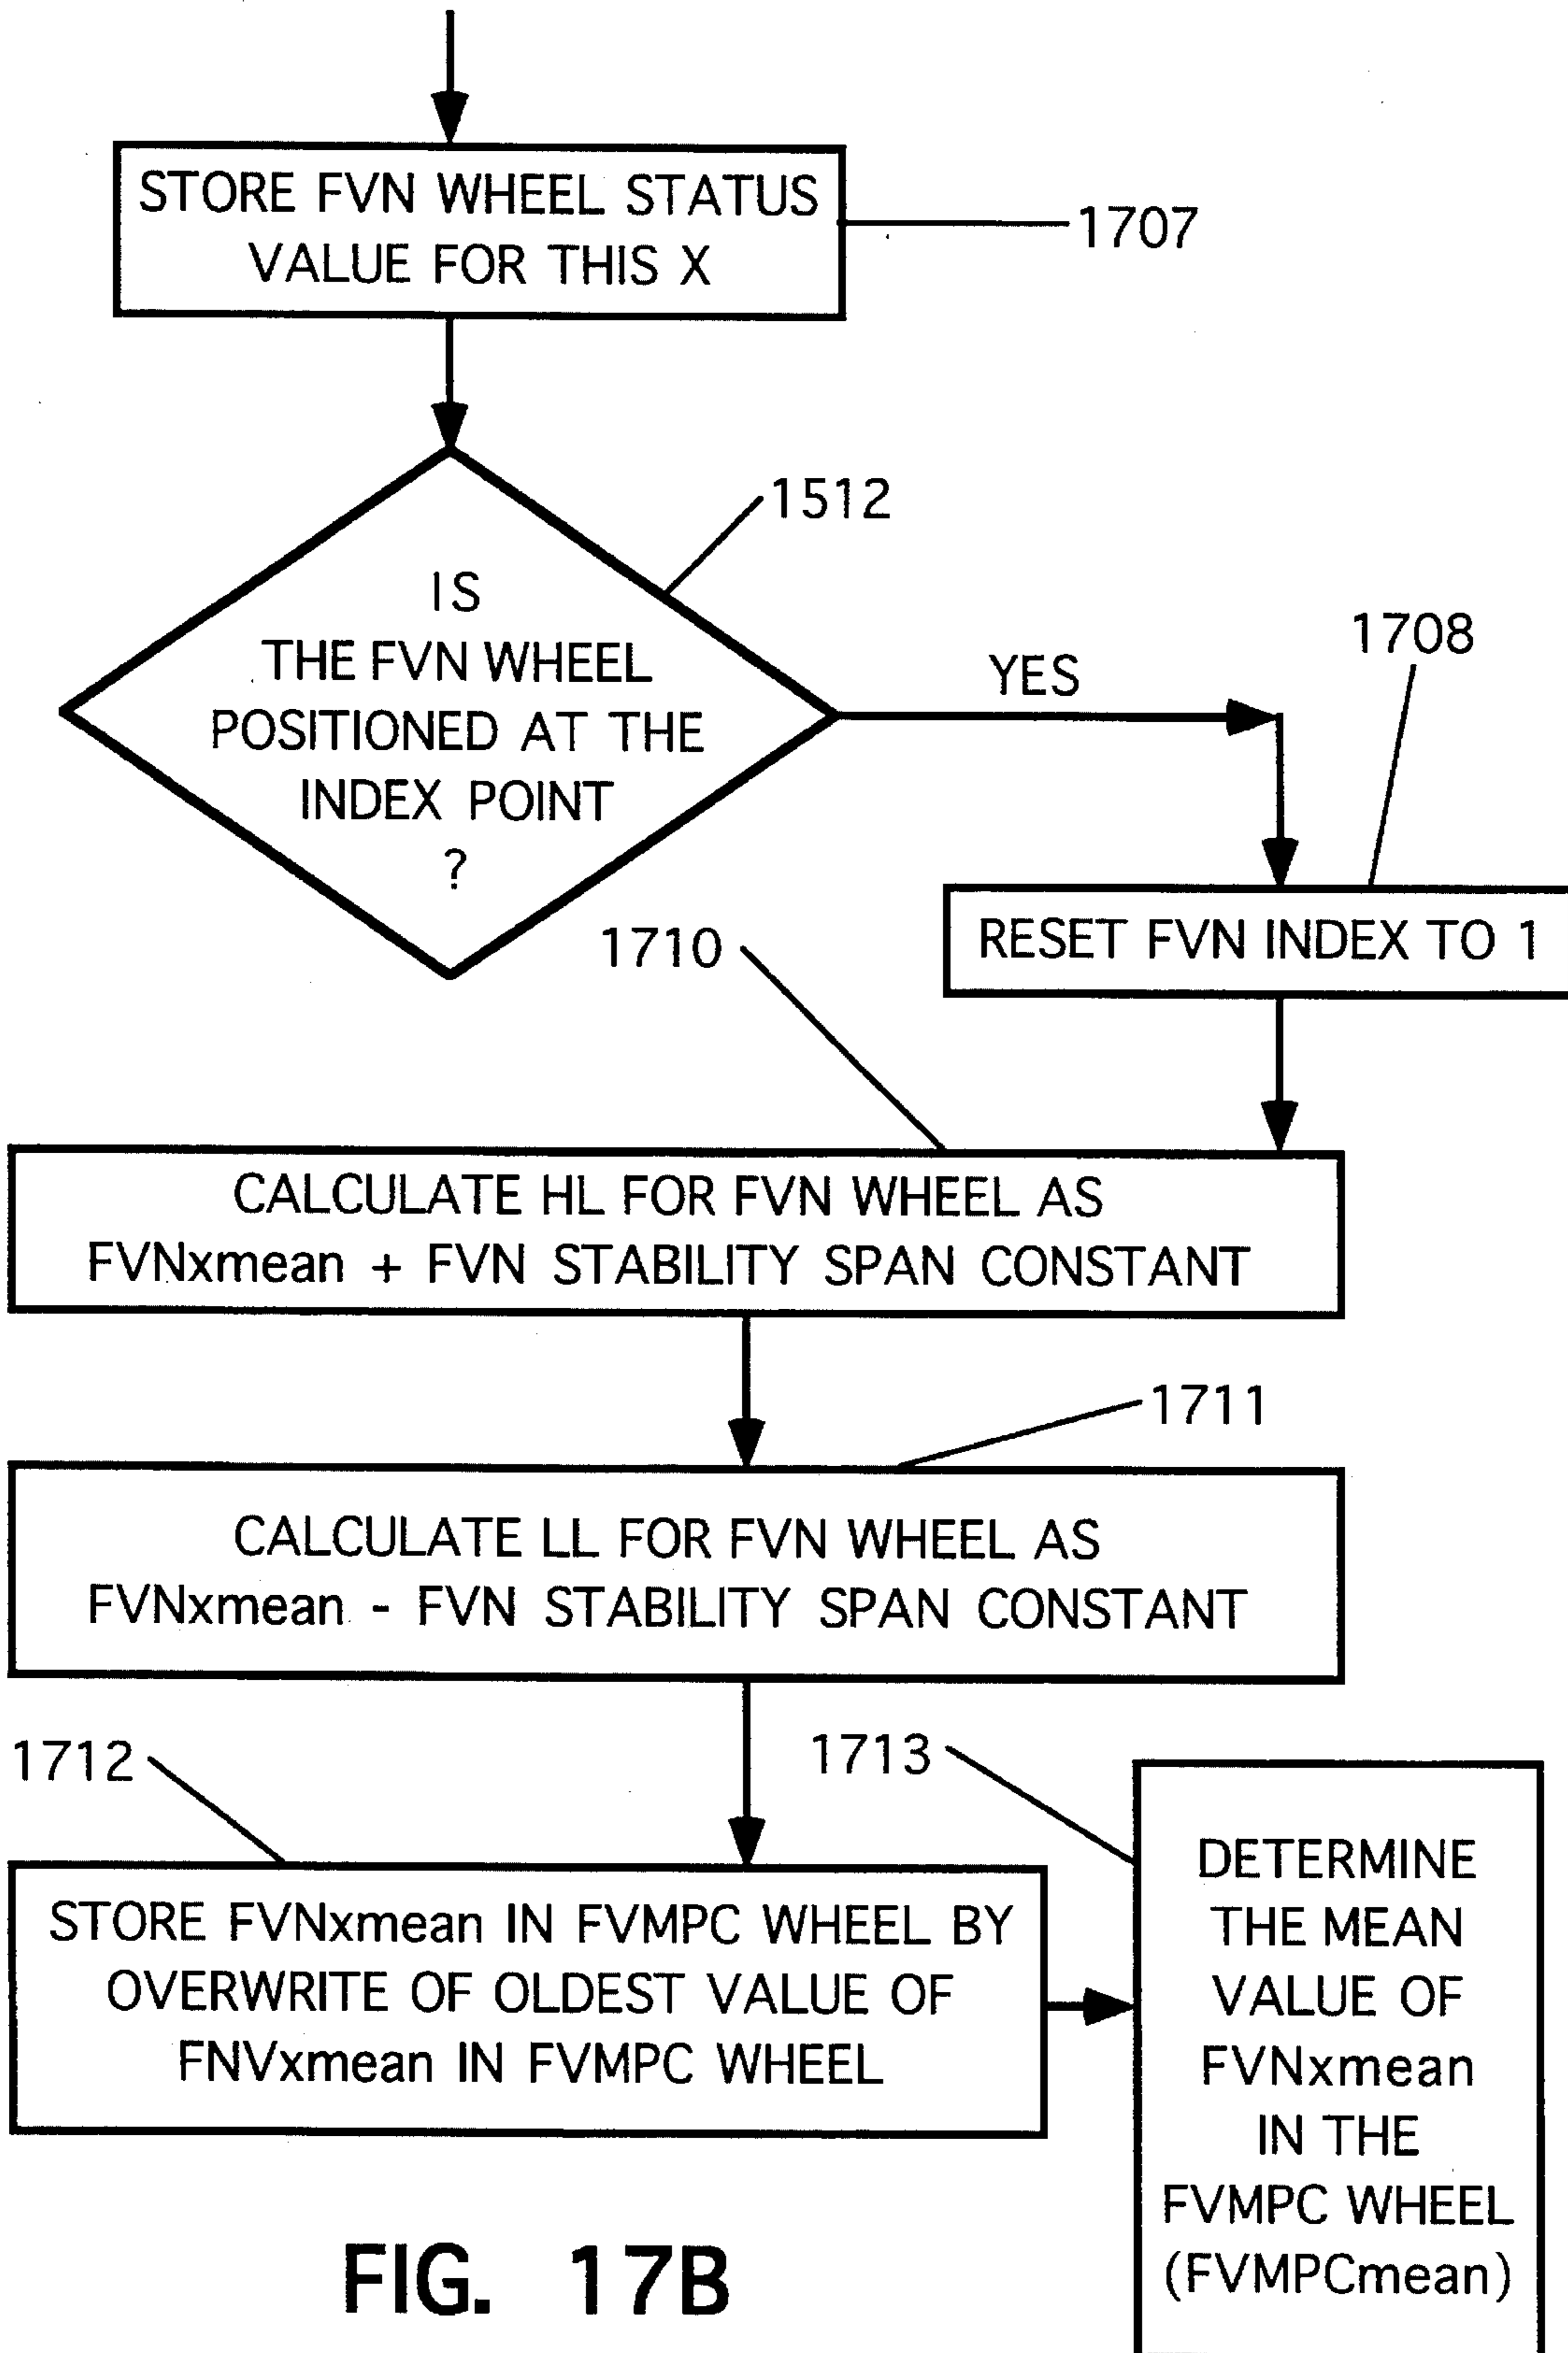 STORE FVN WHEEL STATUS
VALUE FOR THIS X
1707
1512
IS
THE FVN WHEEL
POSITIONED AT THE
INDEX POINT
?
YES
1708
RESET FVN INDEX TO 1
1710
CALCULATE HL FOR FVN WHEEL AS
FVNxmean + FVN STABILITY SPAN CONSTANT
1711
CALCULATE LL FOR FVN WHEEL AS
FVNxmean - FVN STABILITY SPAN CONSTANT
1712
STORE FVNxmean IN FVMPC WHEEL BY
OVERWRITE OF OLDEST VALUE OF
FNVxmean IN FVMPC WHEEL
1713
DETERMINE
THE MEAN
VALUE OF
FVNxmean
IN THE
FVMPC WHEEL
(FVMPCmean)
FIG. 17B